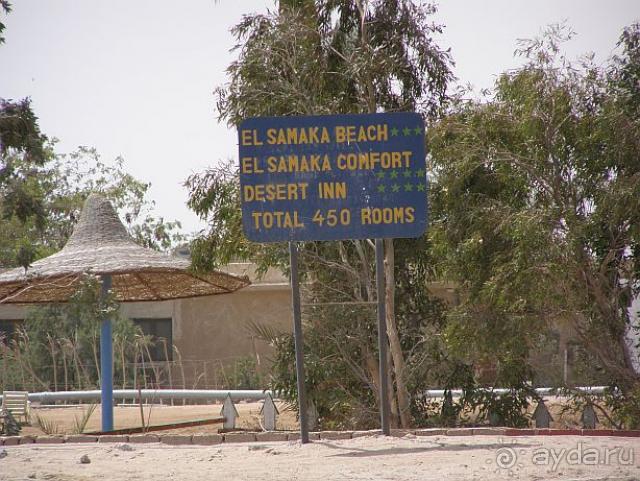 EL SAMAKA BEACH ★★★
EL SAMAKA COMFORT ★★★★
DESERT INN ★★★★
TOTAL 450 ROOMS
ayda.ru